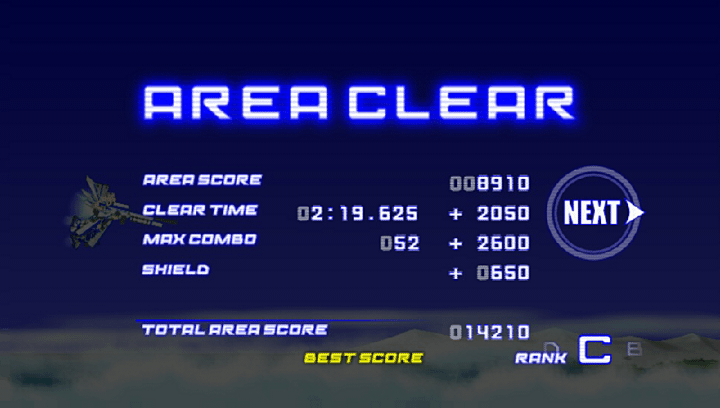 AREA CLEAR
AREA SCORE 008910
CLEAR TIME 02:19.625 + 2050
NEXT
MAX COMBO 052 + 2600
SHIELD + 0650
TOTAL AREA SCORE 014210
BEST SCORE RANK D C B